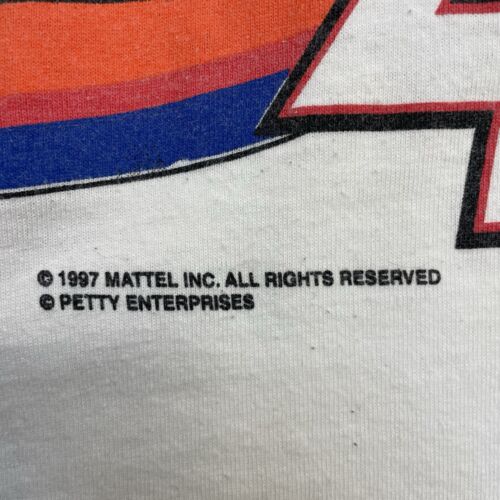 © 1997 MATTEL INC. ALL RIGHTS RESERVED
© PETTY ENTERPRISES